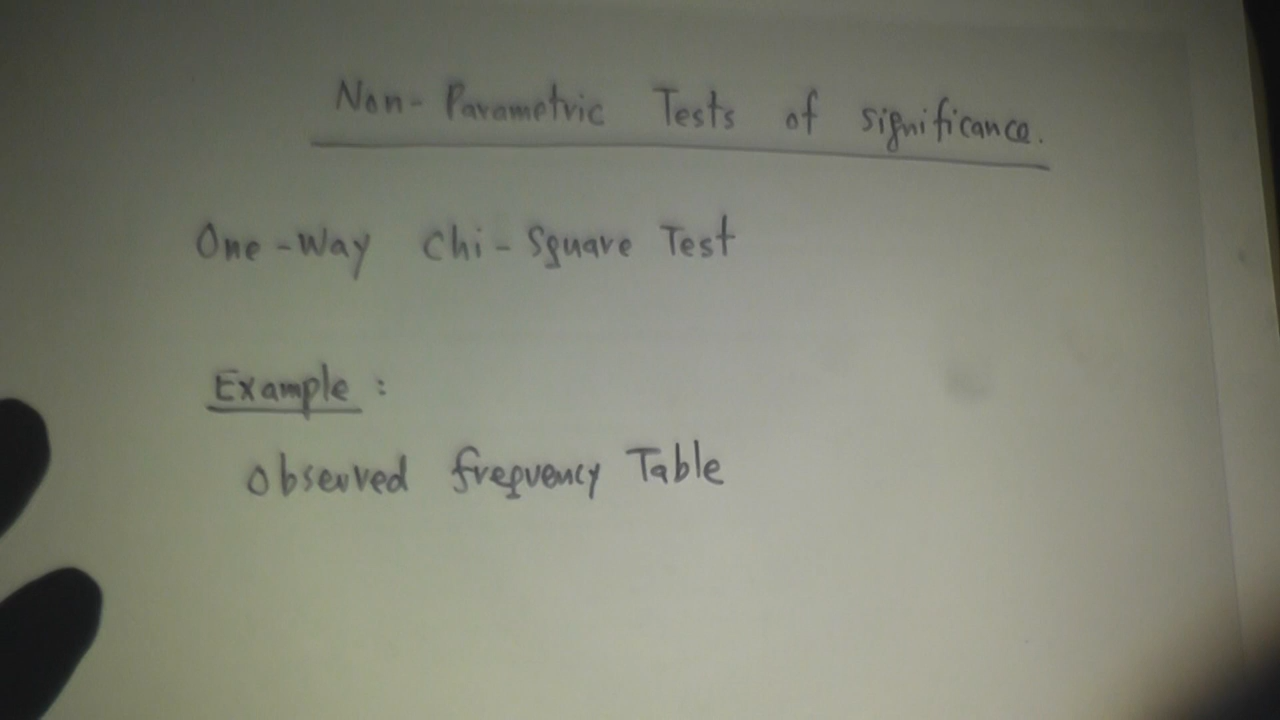 Non-Parametric Tests of significance.
One-Way Chi-Square Test
Example:
Observed frequency Table